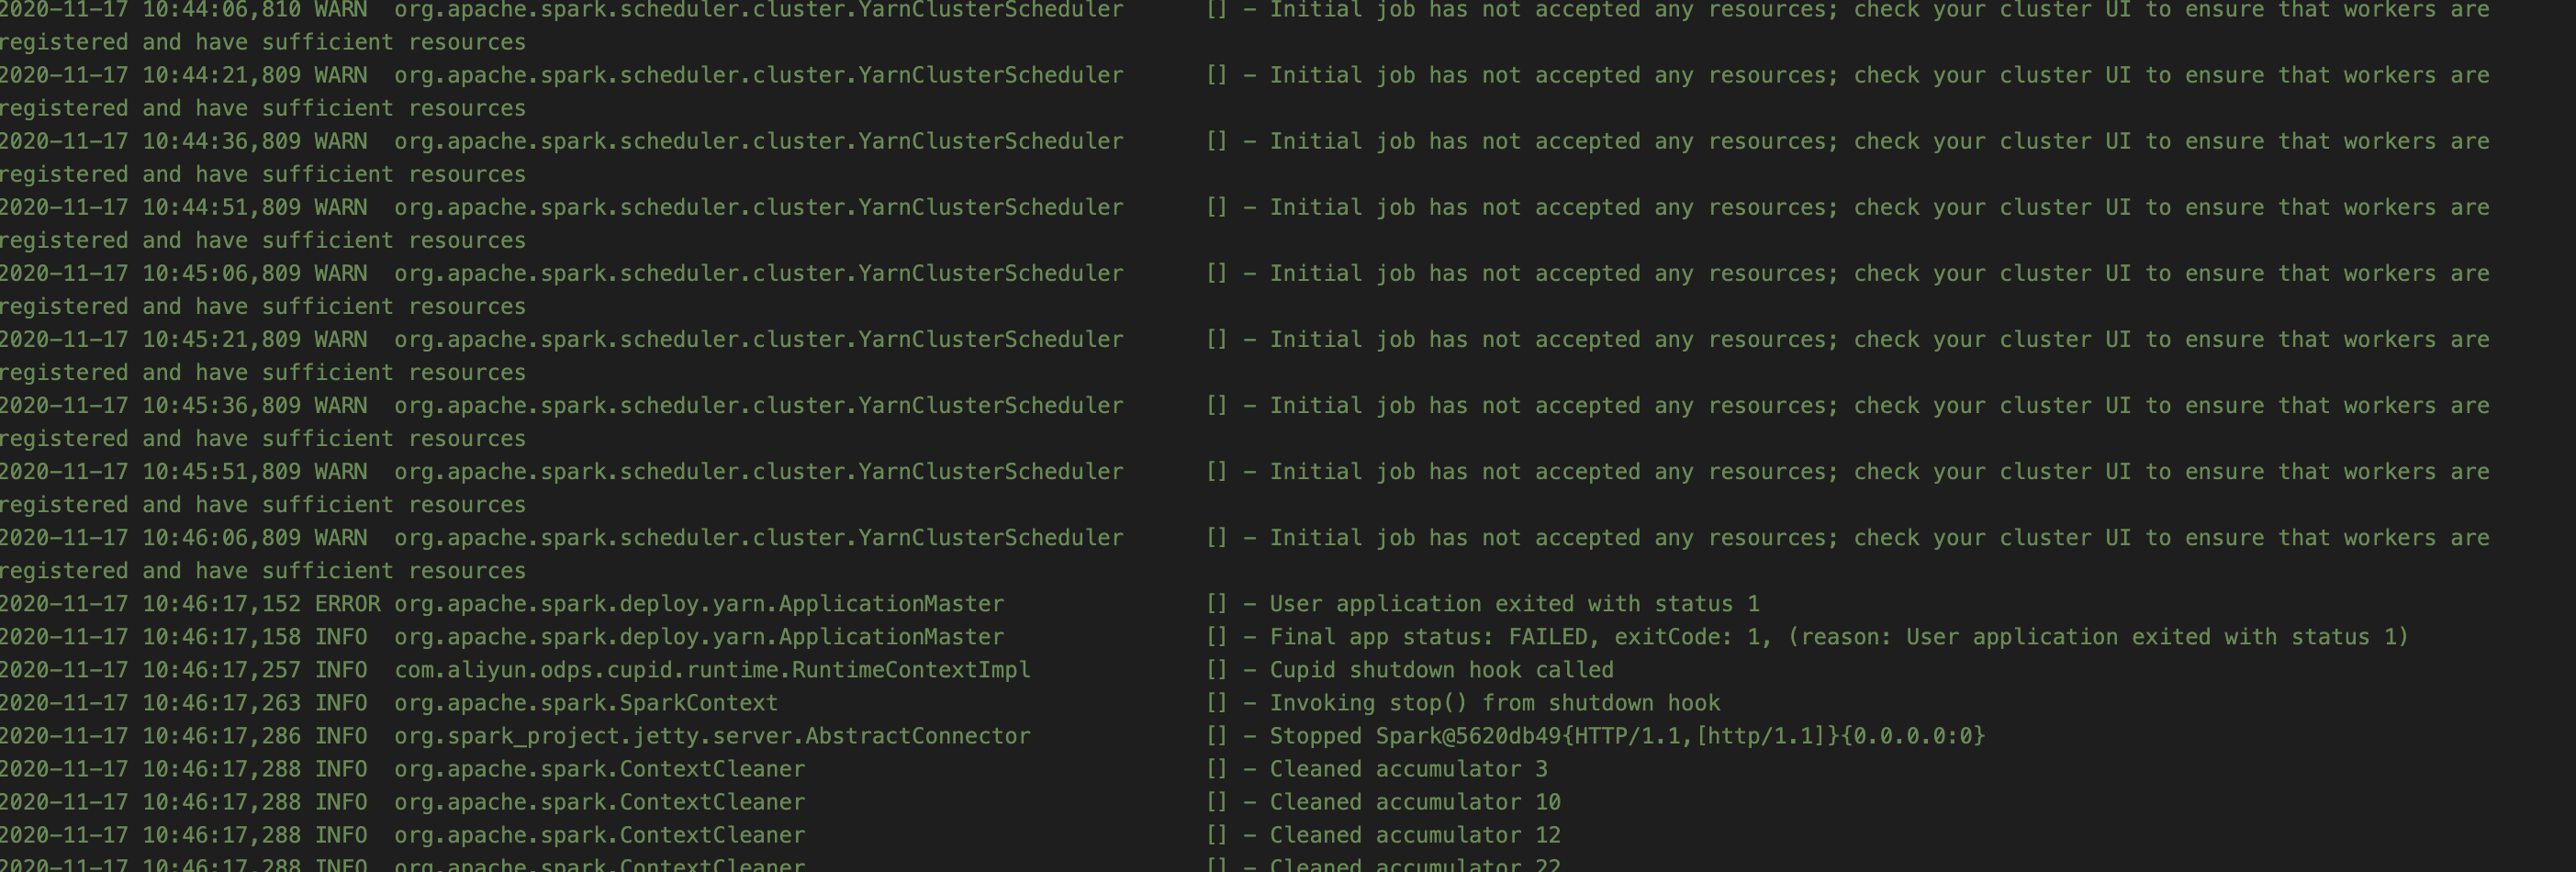 2020-11-17 10:44:06,810 WARN  org.apache.spark.scheduler.cluster.YarnClusterScheduler      [] - Initial job has not accepted any resources; check your cluster UI to ensure that workers are
registered and have sufficient resources
2020-11-17 10:44:21,809 WARN  org.apache.spark.scheduler.cluster.YarnClusterScheduler      [] - Initial job has not accepted any resources; check your cluster UI to ensure that workers are
registered and have sufficient resources
2020-11-17 10:44:36,809 WARN  org.apache.spark.scheduler.cluster.YarnClusterScheduler      [] - Initial job has not accepted any resources; check your cluster UI to ensure that workers are
registered and have sufficient resources
2020-11-17 10:44:51,809 WARN  org.apache.spark.scheduler.cluster.YarnClusterScheduler      [] - Initial job has not accepted any resources; check your cluster UI to ensure that workers are
registered and have sufficient resources
2020-11-17 10:45:06,809 WARN  org.apache.spark.scheduler.cluster.YarnClusterScheduler      [] - Initial job has not accepted any resources; check your cluster UI to ensure that workers are
registered and have sufficient resources
2020-11-17 10:45:21,809 WARN  org.apache.spark.scheduler.cluster.YarnClusterScheduler      [] - Initial job has not accepted any resources; check your cluster UI to ensure that workers are
registered and have sufficient resources
2020-11-17 10:45:36,809 WARN  org.apache.spark.scheduler.cluster.YarnClusterScheduler      [] - Initial job has not accepted any resources; check your cluster UI to ensure that workers are
registered and have sufficient resources
2020-11-17 10:45:51,809 WARN  org.apache.spark.scheduler.cluster.YarnClusterScheduler      [] - Initial job has not accepted any resources; check your cluster UI to ensure that workers are
registered and have sufficient resources
2020-11-17 10:46:06,809 WARN  org.apache.spark.scheduler.cluster.YarnClusterScheduler      [] - Initial job has not accepted any resources; check your cluster UI to ensure that workers are
registered and have sufficient resources
2020-11-17 10:46:17,152 ERROR org.apache.spark.deploy.yarn.ApplicationMaster               [] - User application exited with status 1
2020-11-17 10:46:17,158 INFO  org.apache.spark.deploy.yarn.ApplicationMaster               [] - Final app status: FAILED, exitCode: 1, (reason: User application exited with status 1)
2020-11-17 10:46:17,257 INFO  com.aliyun.odps.cupid.runtime.RuntimeContextImpl             [] - Cupid shutdown hook called
2020-11-17 10:46:17,263 INFO  org.apache.spark.SparkContext                                [] - Invoking stop() from shutdown hook
2020-11-17 10:46:17,286 INFO  org.spark_project.jetty.server.AbstractConnector             [] - Stopped Spark@5620db49{HTTP/1.1,[http/1.1]}{0.0.0.0:0}
2020-11-17 10:46:17,288 INFO  org.apache.spark.ContextCleaner                              [] - Cleaned accumulator 3
2020-11-17 10:46:17,288 INFO  org.apache.spark.ContextCleaner                              [] - Cleaned accumulator 10
2020-11-17 10:46:17,288 INFO  org.apache.spark.ContextCleaner                              [] - Cleaned accumulator 12
2020-11-17 10:46:17,288 INFO  org.apache.spark.ContextCleaner                              [] - Cleaned accumulator 22